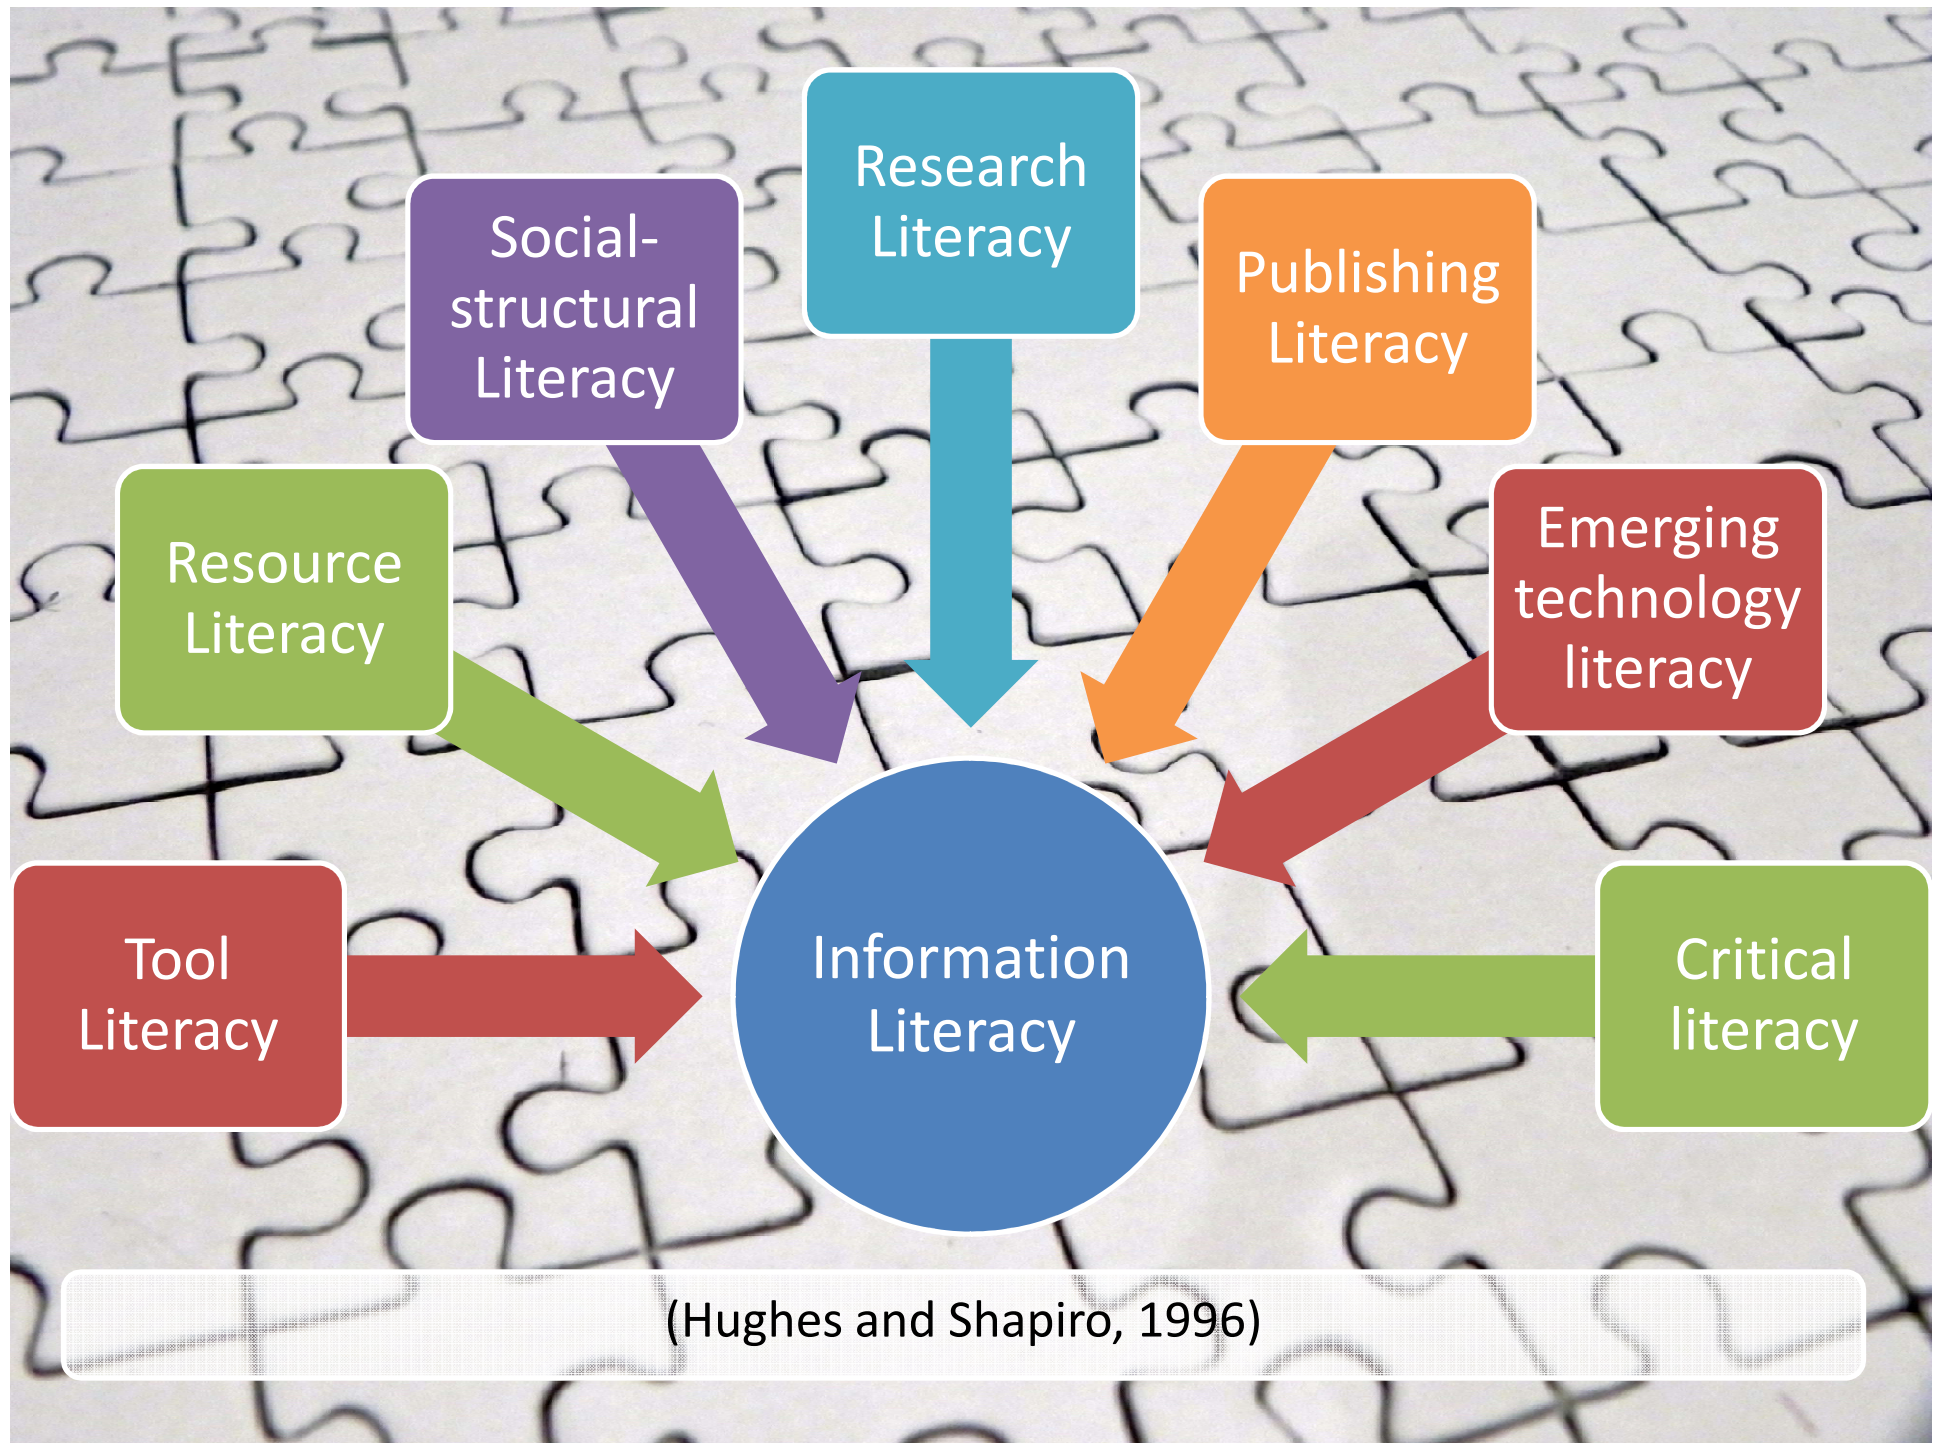 Research
Literacy
Social-
structural
Literacy
Publishing
Literacy
Resource
Literacy
Emerging
technology
literacy
Tool
Literacy
Information
Literacy
Critical
literacy
(Hughes and Shapiro, 1996)